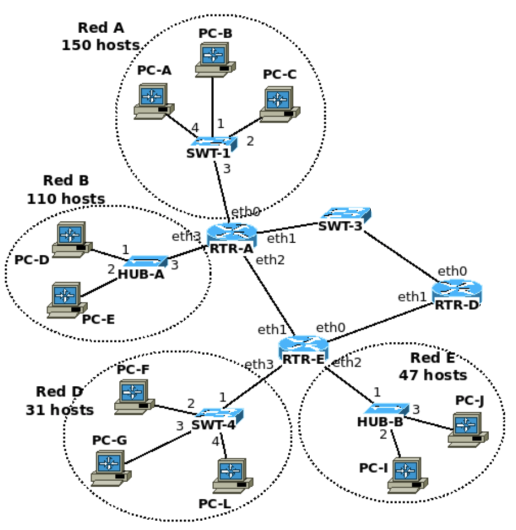 Red A
150 hosts
PC-B
PC-A
PC-C
4
1
2
SWT-1
3
eth0
Red B
110 hosts
eth3
RTR-A
eth1
SWT-3
PC-D
1
2
HUB-A
3
eth2
PC-E
eth0
eth1
RTR-D
eth1
eth0
RTR-E
eth3
eth2
Red E
47 hosts
PC-F
Red D
31 hosts
2
1
3
SWT-4
4
PC-G
PC-L
1
HUB-B
3
2
PC-J
PC-I